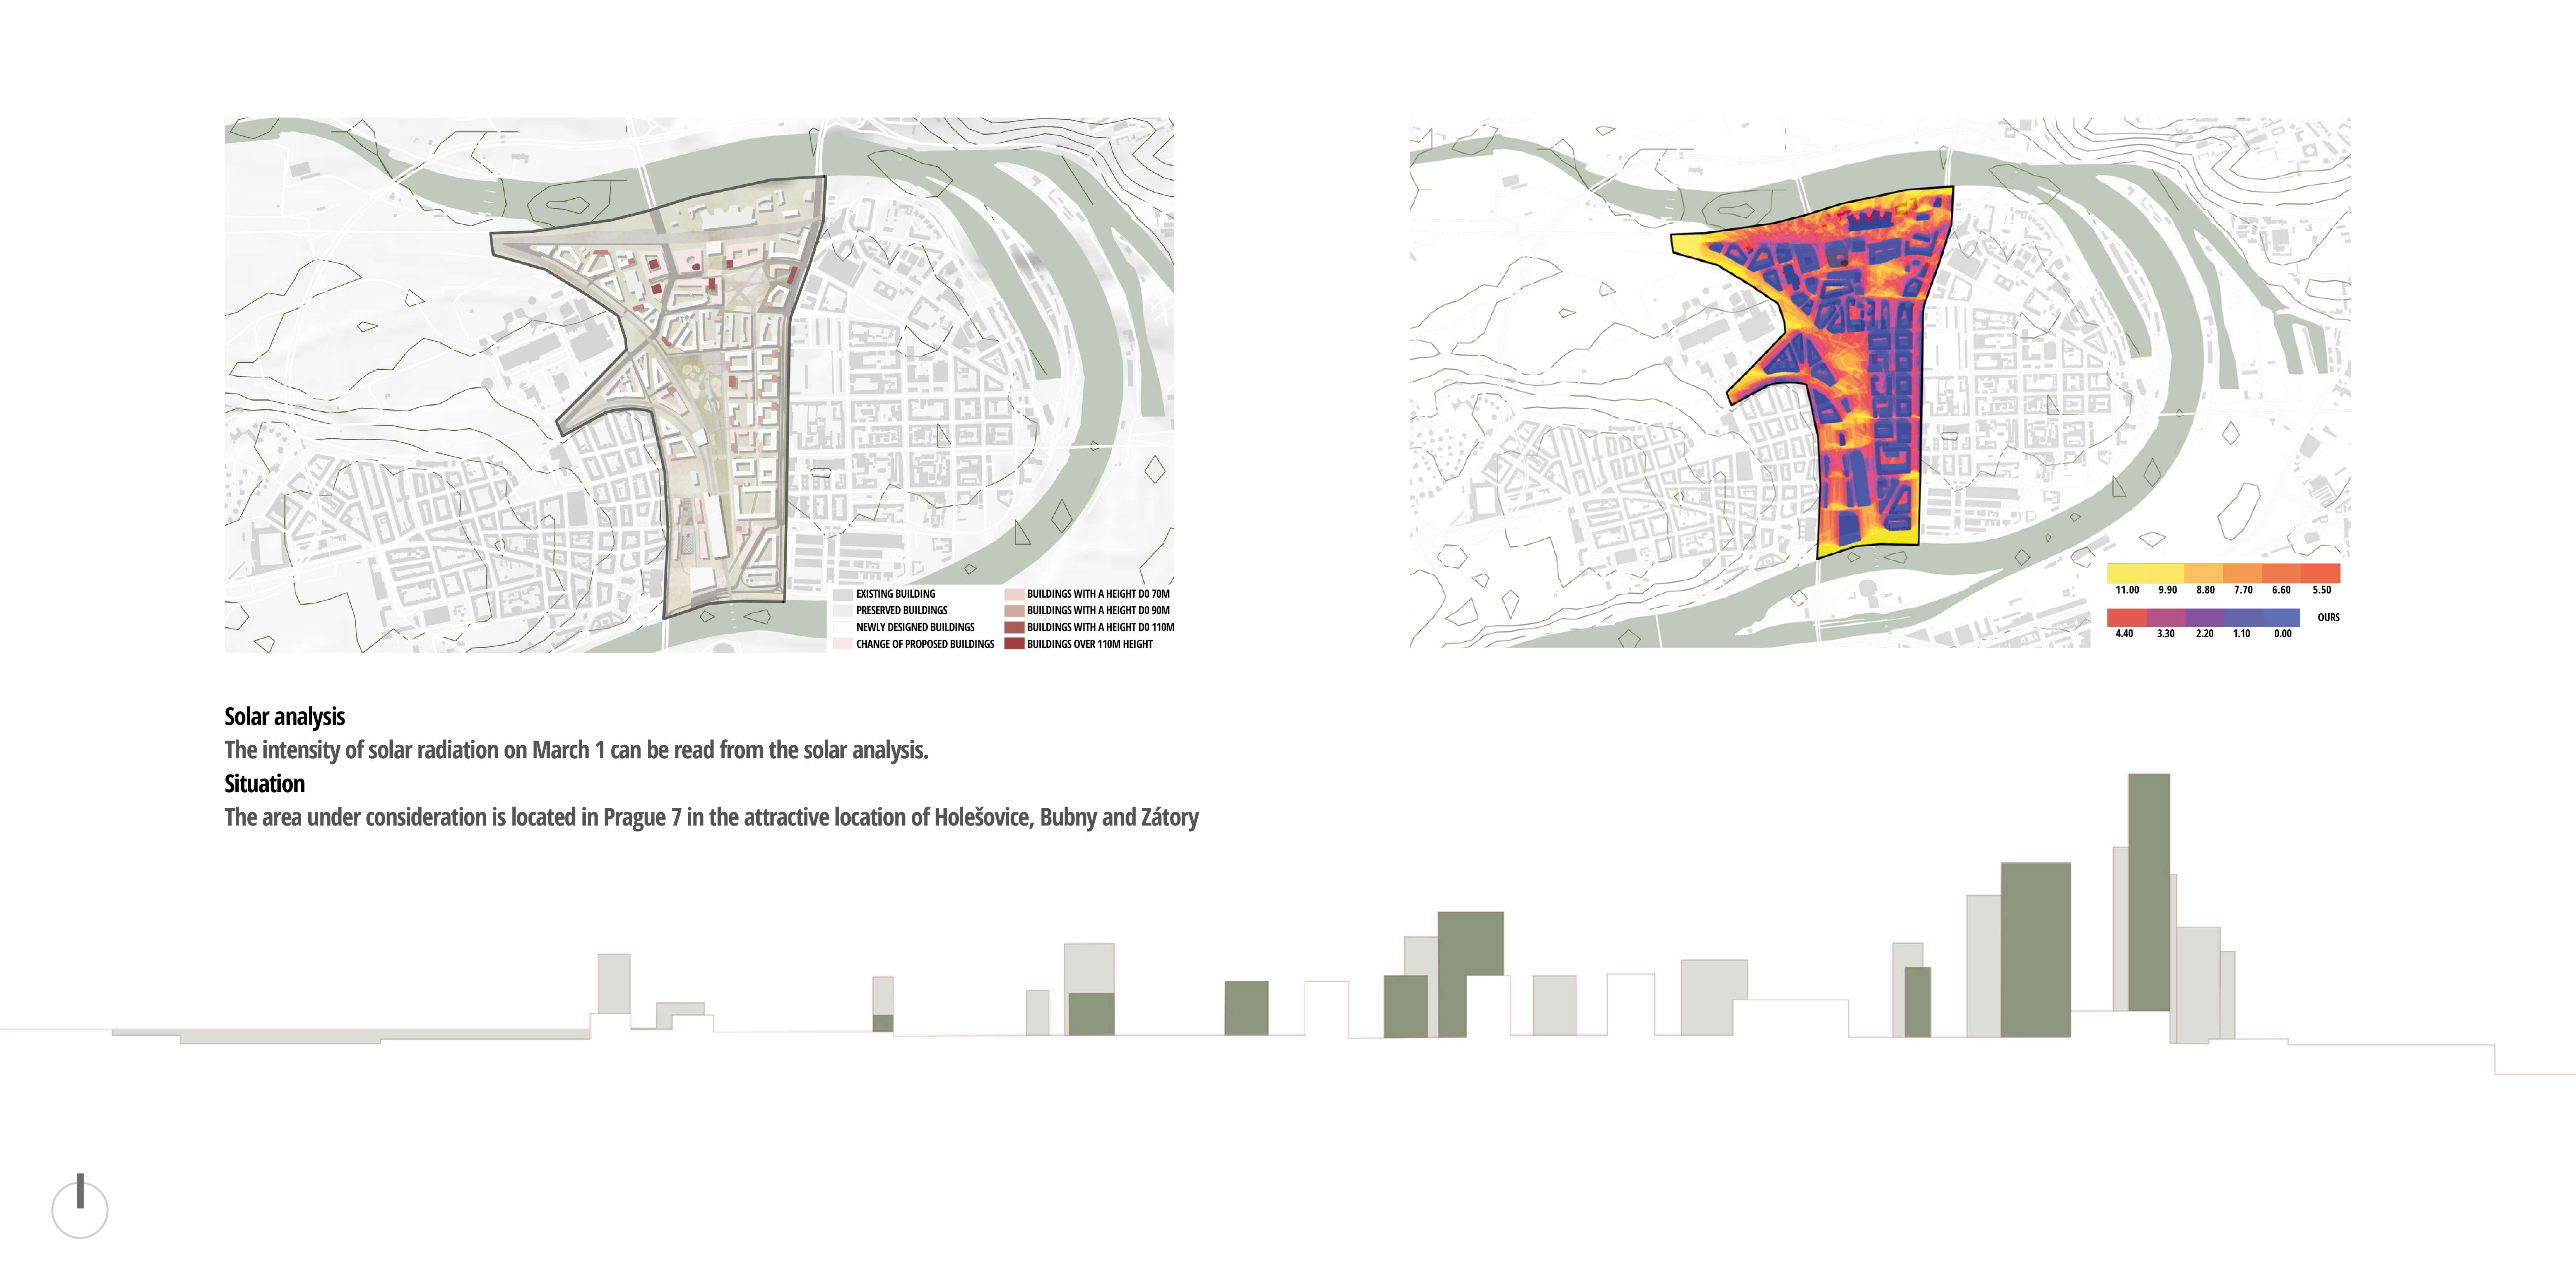 EXISTING BUILDING
PRESERVED BUILDINGS
NEWLY DESIGNED BUILDINGS
CHANGE OF PROPOSED BUILDINGS
BUILDINGS WITH A HEIGHT D0 70M
BUILDINGS WITH A HEIGHT D0 90M
BUILDINGS WITH A HEIGHT D0 110M
BUILDINGS OVER 110M HEIGHT
11.00 9.90 8.80 7.70 6.60 5.50
OURS
4.40 3.30 2.20 1.10 0.00
Solar analysis
The intensity of solar radiation on March 1 can be read from the solar analysis.
Situation
The area under consideration is located in Prague 7 in the attractive location of Holešovice, Bubny and Zátory